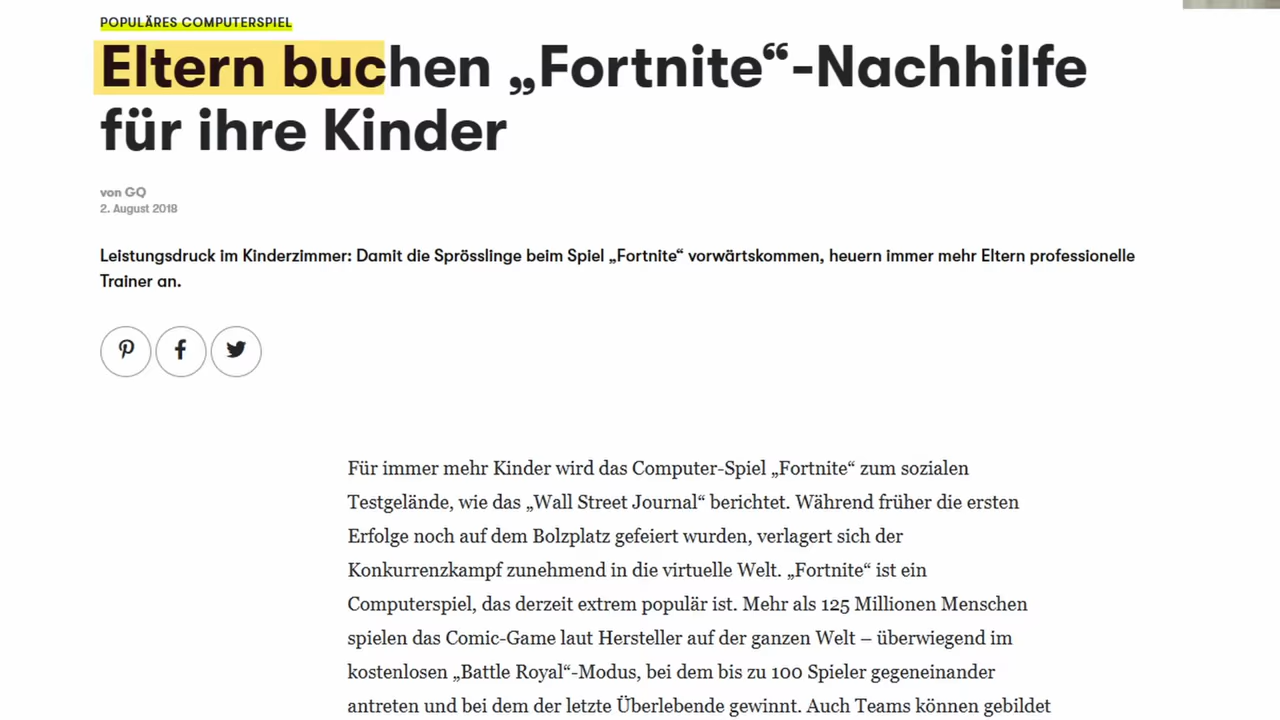 POPULÄRES COMPUTERSPIEL
Eltern buchen „Fortnite“-Nachhilfe
für ihre Kinder
von GQ
2. August 2018
Leistungsdruck im Kinderzimmer: Damit die Sprösslinge beim Spiel „Fortnite“ vorwärtskommen, heuern immer mehr Eltern professionelle
Trainer an.
Für immer mehr Kinder wird das Computer-Spiel „Fortnite“ zum sozialen
Testgelände, wie das „Wall Street Journal“ berichtet. Während früher die ersten
Erfolge noch auf dem Bolzplatz gefeiert wurden, verlagert sich der
Konkurrenzkampf zunehmend in die virtuelle Welt. „Fortnite“ ist ein
Computerspiel, das derzeit extrem populär ist. Mehr als 125 Millionen Menschen
spielen das Comic-Game laut Hersteller auf der ganzen Welt – überwiegend im
kostenlosen „Battle Royal“-Modus, bei dem bis zu 100 Spieler gegeneinander
antreten und bei dem der letzte Überlebende gewinnt. Auch Teams können gebildet